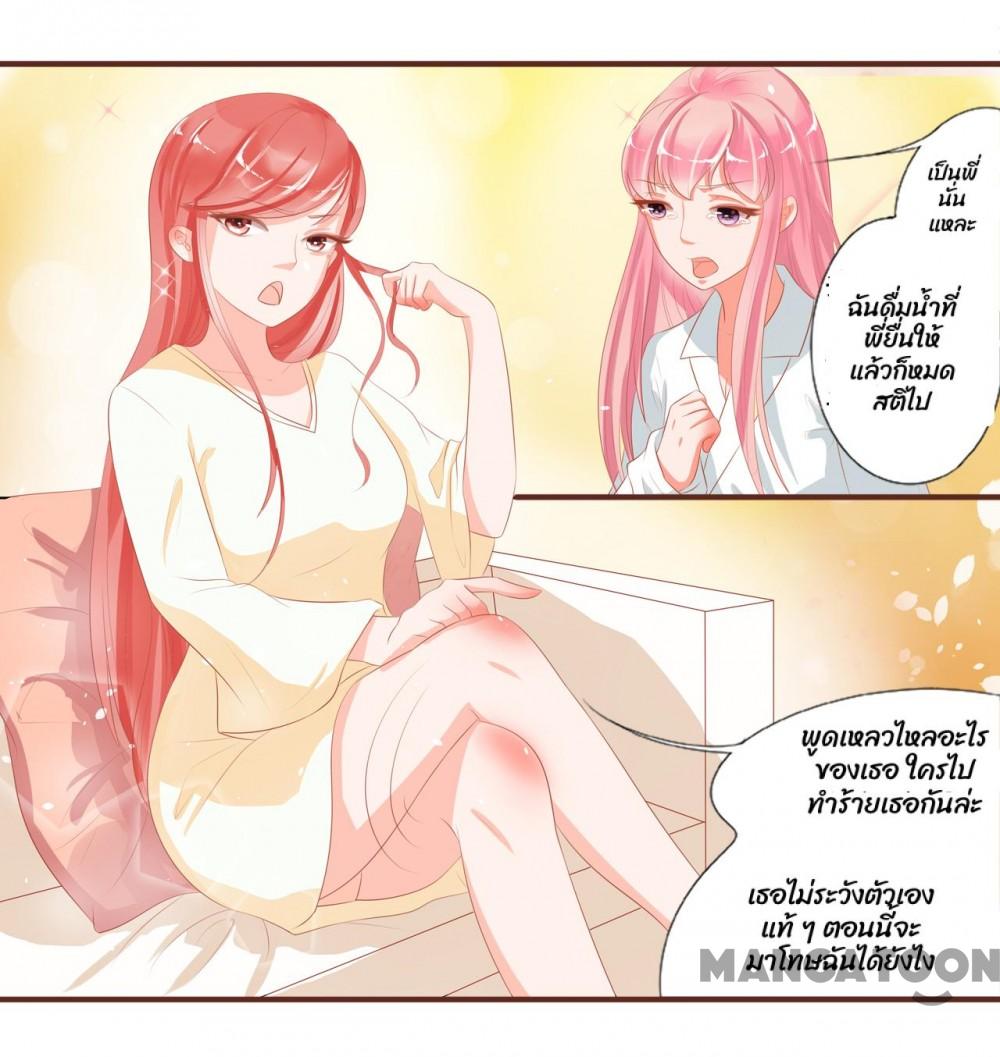 เป็นพี่
นั่น
แหละ
ฉันดื่มน้ำที่
พี่ยื่นให้
แล้วก็หมด
สติไป
พูดเหลวไหลอะไร
ของเธอ ใครไป
ทำร้ายเธอกันล่ะ
เธอไม่ระวังตัวเอง
แท้ ๆ ตอนนี้จะ
มาโทษฉันได้ยังไง
MANGATOON